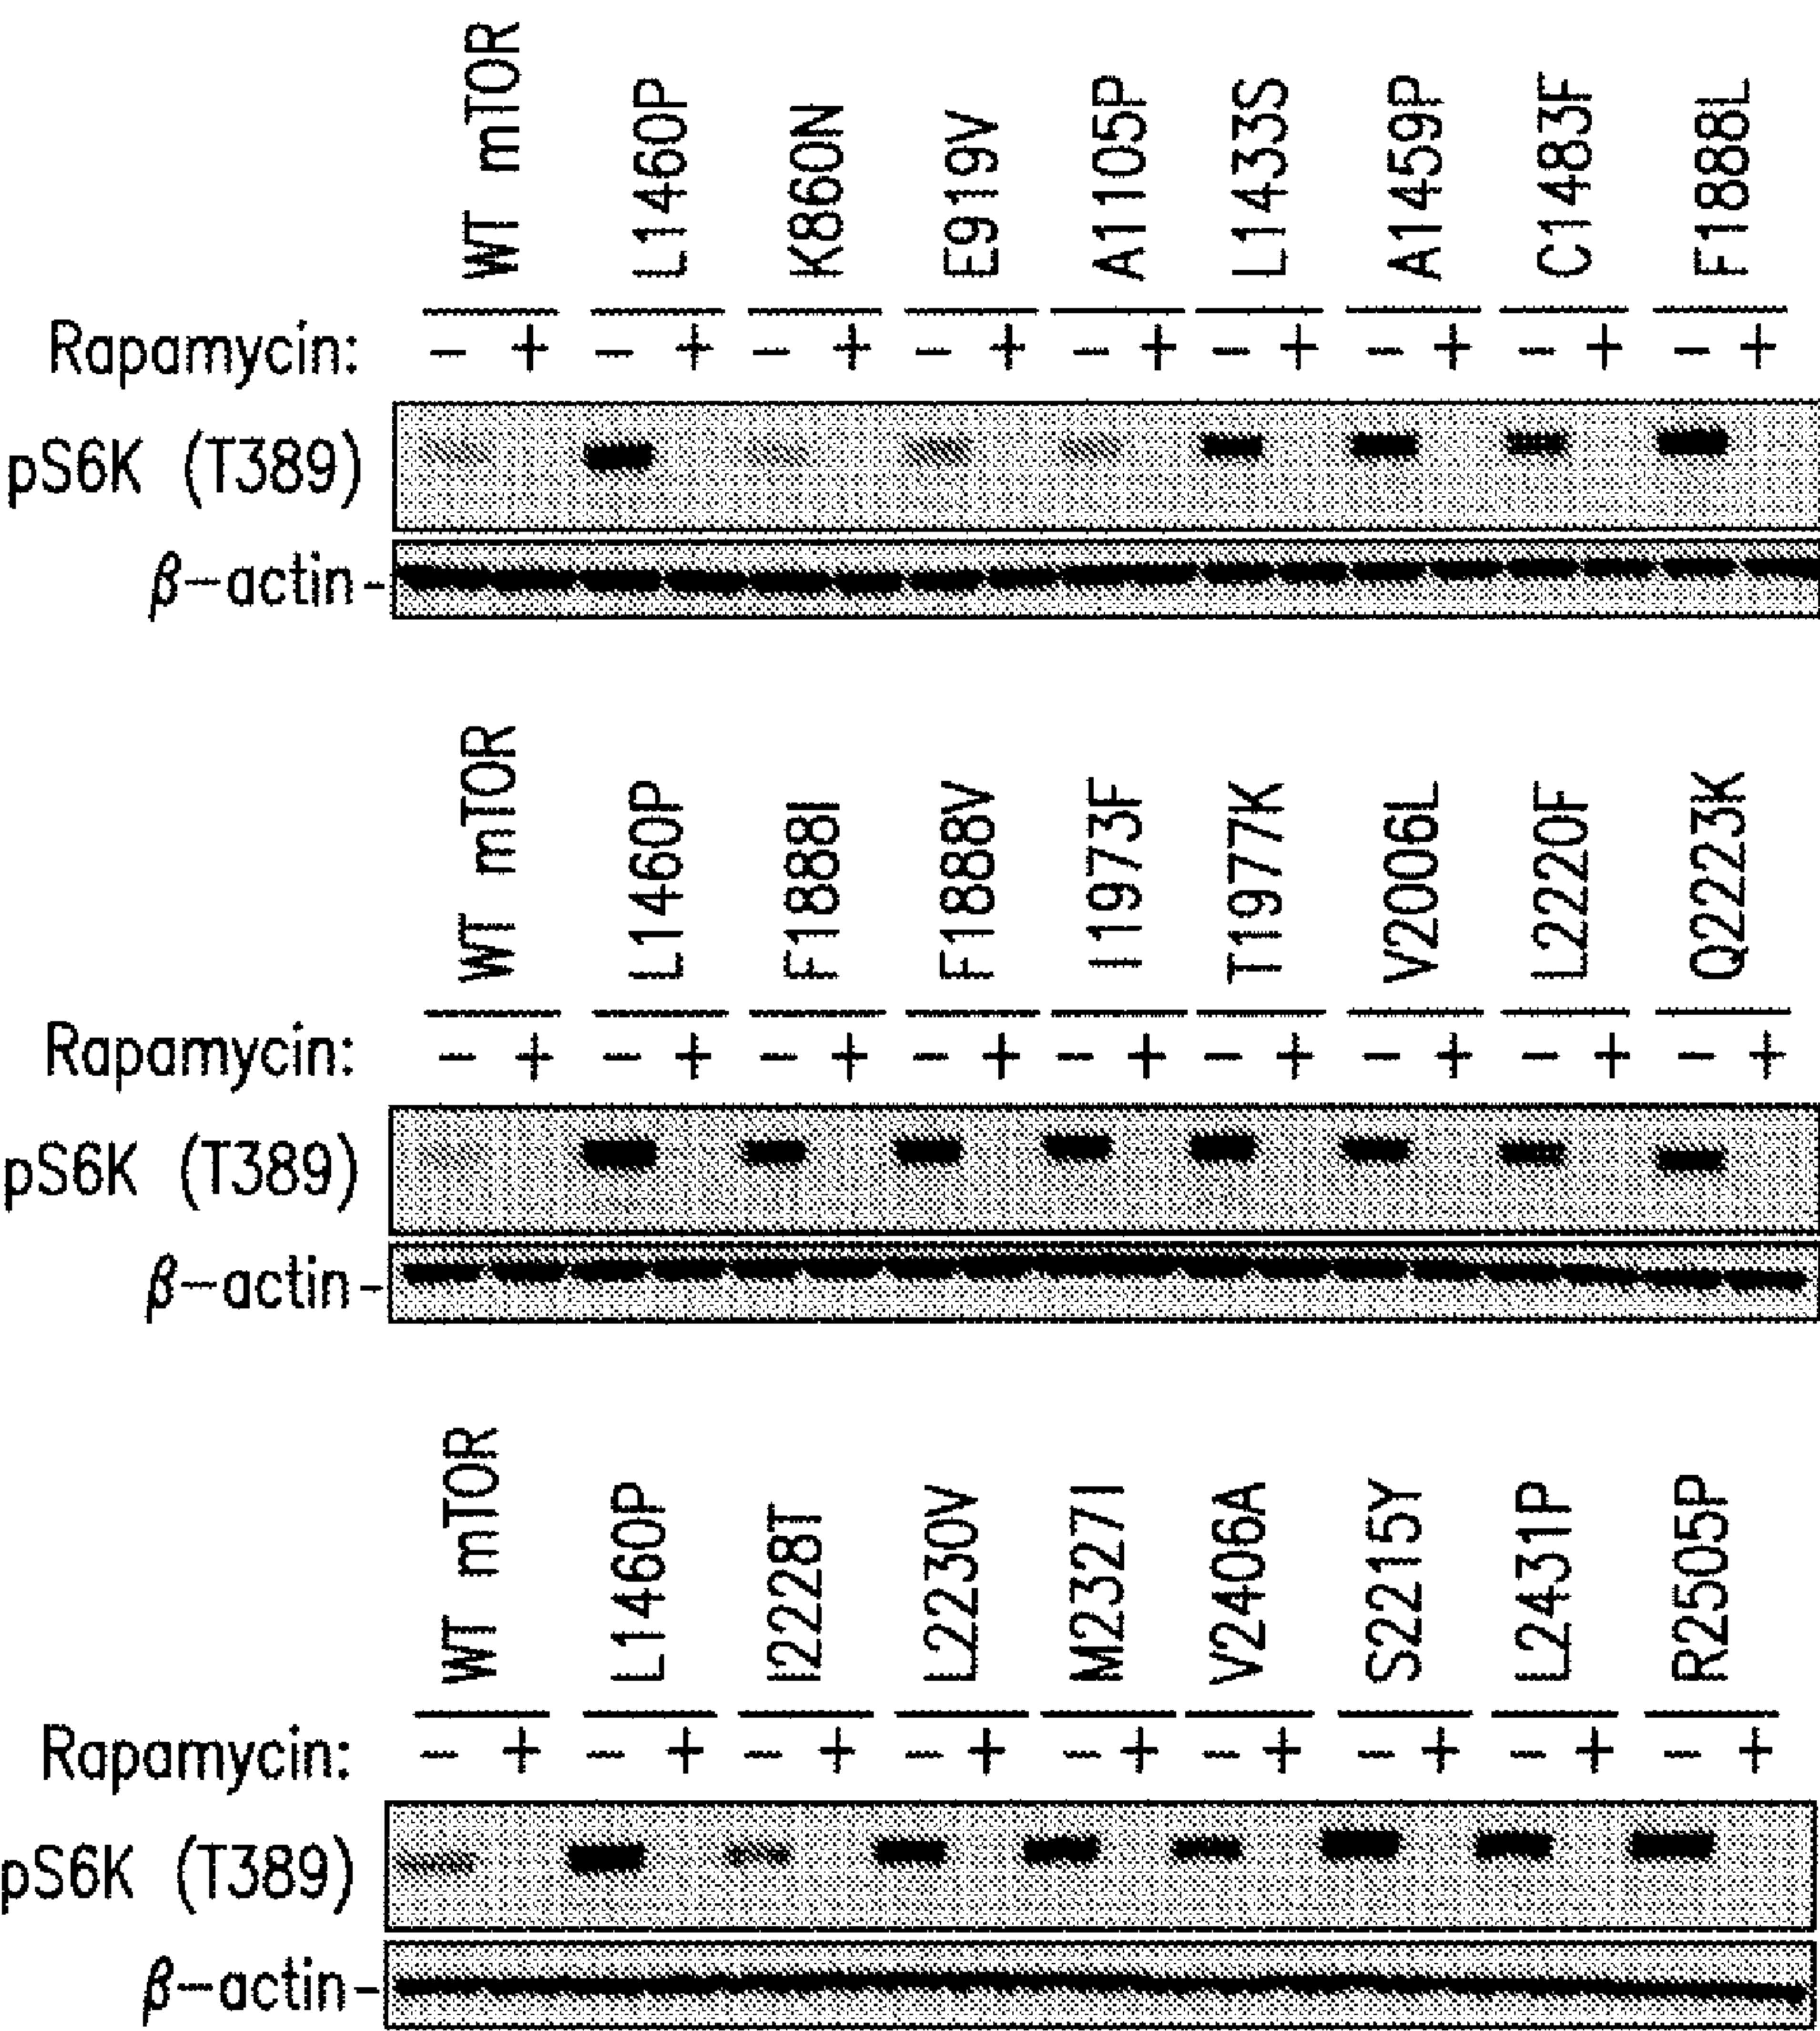 WT mTOR L1460P K860N E919V A1105P L1433S A1459P C1483F F1888L
Rapamycin: − + − + − + − + − + − + − + − + − +
pS6K (T389)
β-actin-
WT mTOR L1460P F1888I F1888V I1973F T1977K V2006L L2220F Q2223K
Rapamycin: − + − + − + − + − + − + − + − + − +
pS6K (T389)
β-actin-
WT mTOR L1460P I2228T L2230V M2327I V2406A S2215Y L2431P R2505P
Rapamycin: − + − + − + − + − + − + − + − + − +
pS6K (T389)
β-actin-